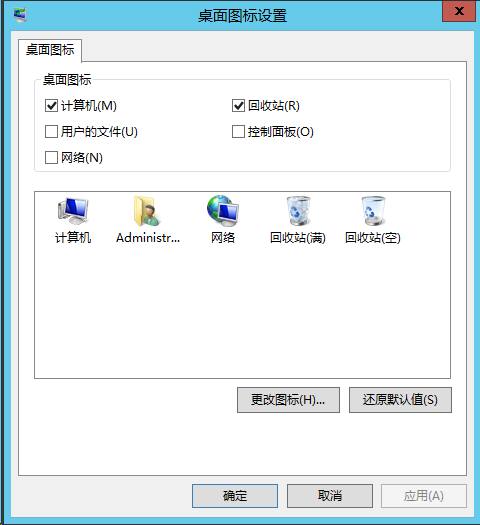 桌面图标设置
桌面图标
桌面图标
计算机(M)
回收站(R)
用户的文件(U)
控制面板(O)
网络(N)
计算机
Administr...
网络
回收站(满)
回收站(空)
更改图标(H)...
还原默认值(S)
确定
取消
应用(A)